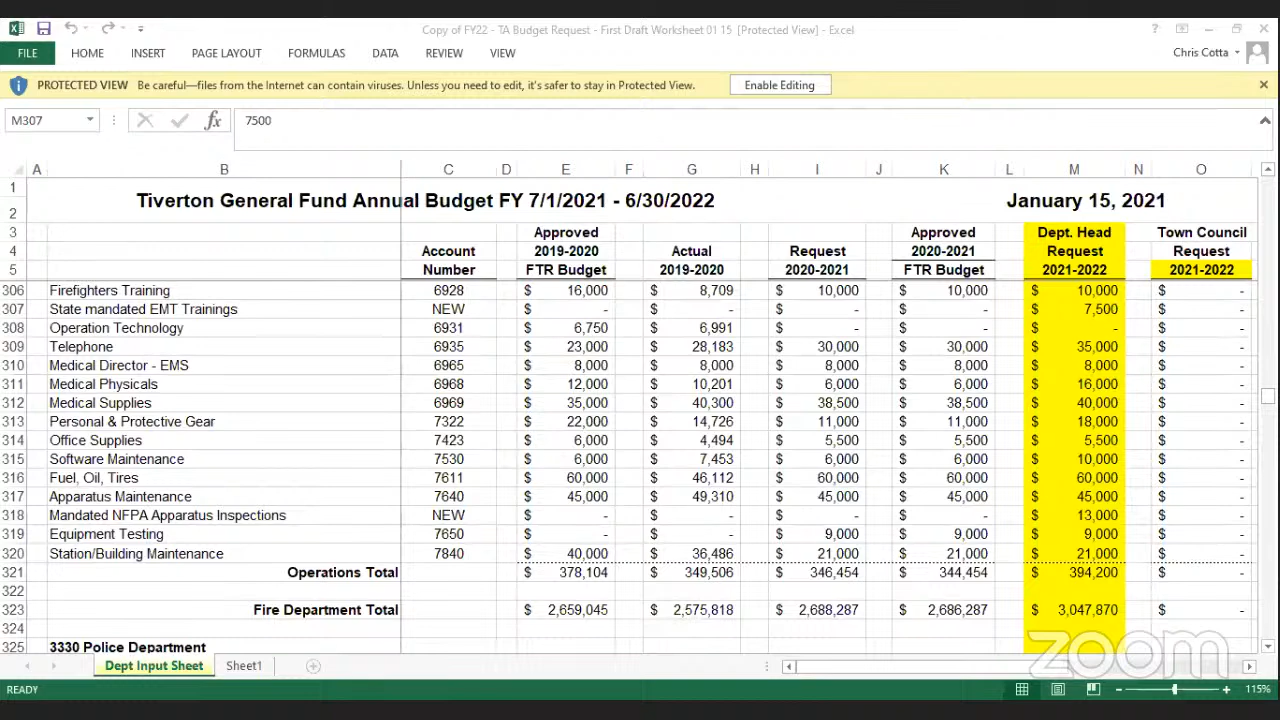 Copy of FY22 - TA Budget Request - First Draft Worksheet 01 15 [Protected View] - Excel
FILE HOME INSERT PAGE LAYOUT FORMULAS DATA REVIEW VIEW Chris Cotta
PROTECTED VIEW Be careful—files from the Internet can contain viruses. Unless you need to edit, it's safer to stay in Protected View. Enable Editing
M307 fx 7500
A B C D E F G H I J K L M N O
1 Tiverton General Fund Annual Budget FY 7/1/2021 - 6/30/2022 January 15, 2021
2
3 Approved Approved Dept. Head Town Council
4 Account 2019-2020 Actual Request 2020-2021 Request Request
5 Number FTR Budget 2019-2020 2020-2021 FTR Budget 2021-2022 2021-2022
306 Firefighters Training 6928 $ 16,000 $ 8,709 $ 10,000 $ 10,000 $ 10,000 $ -
307 State mandated EMT Trainings NEW $ - $ - $ - $ - $ 7,500 $ -
308 Operation Technology 6931 $ 6,750 $ 6,991 $ - $ - $ - $ -
309 Telephone 6935 $ 23,000 $ 28,183 $ 30,000 $ 30,000 $ 35,000 $ -
310 Medical Director - EMS 6965 $ 8,000 $ 8,000 $ 8,000 $ 8,000 $ 8,000 $ -
311 Medical Physicals 6968 $ 12,000 $ 10,201 $ 6,000 $ 6,000 $ 16,000 $ -
312 Medical Supplies 6969 $ 35,000 $ 40,300 $ 38,500 $ 38,500 $ 40,000 $ -
313 Personal & Protective Gear 7322 $ 22,000 $ 14,726 $ 11,000 $ 11,000 $ 18,000 $ -
314 Office Supplies 7423 $ 6,000 $ 4,494 $ 5,500 $ 5,500 $ 5,500 $ -
315 Software Maintenance 7530 $ 6,000 $ 7,453 $ 6,000 $ 6,000 $ 10,000 $ -
316 Fuel, Oil, Tires 7611 $ 60,000 $ 46,112 $ 60,000 $ 60,000 $ 60,000 $ -
317 Apparatus Maintenance 7640 $ 45,000 $ 49,310 $ 45,000 $ 45,000 $ 45,000 $ -
318 Mandated NFPA Apparatus Inspections NEW $ - $ - $ - $ - $ 13,000 $ -
319 Equipment Testing 7650 $ - $ - $ 9,000 $ 9,000 $ 9,000 $ -
320 Station/Building Maintenance 7840 $ 40,000 $ 36,486 $ 21,000 $ 21,000 $ 21,000 $ -
321 Operations Total $ 378,104 $ 349,506 $ 346,454 $ 344,454 $ 394,200 $ -
322
323 Fire Department Total $ 2,659,045 $ 2,575,818 $ 2,688,287 $ 2,686,287 $ 3,047,870 $ -
324
325 3330 Police Department
zoom
Dept Input Sheet Sheet1
READY 115%